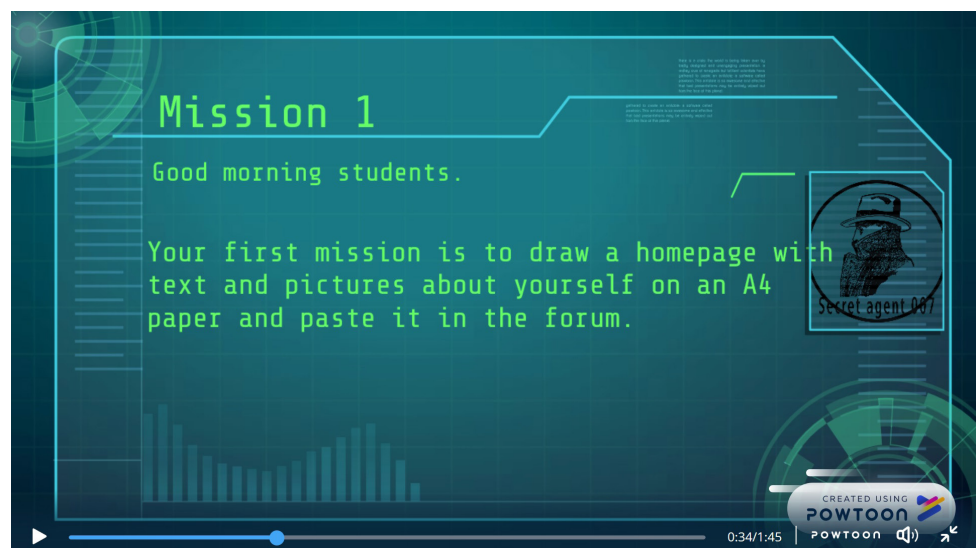 Mission 1
Good morning students.
Your first mission is to draw a homepage with
text and pictures about yourself on an A4
paper and paste it in the forum.
Secret agent 007
CREATED USING
POWTOON
0:34/1:45
POWTOON